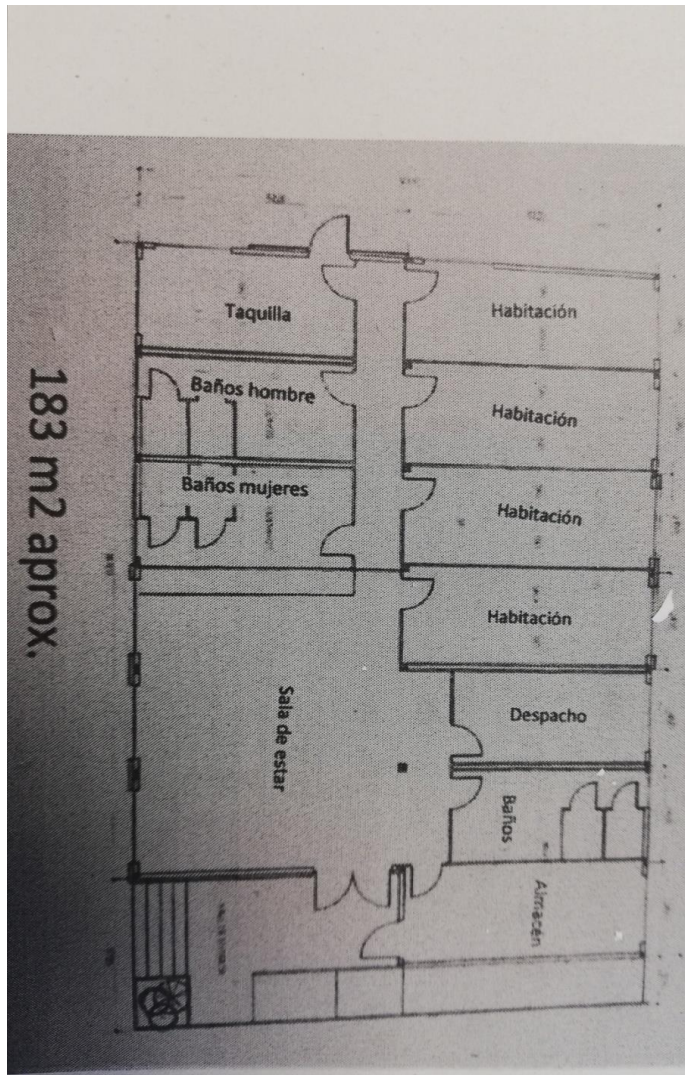 Taquilla
Habitación
Baños hombre
Habitación
Baños mujeres
Habitación
Habitación
Sala de estar
Despacho
Baños
Almacén
183 m2 aprox.